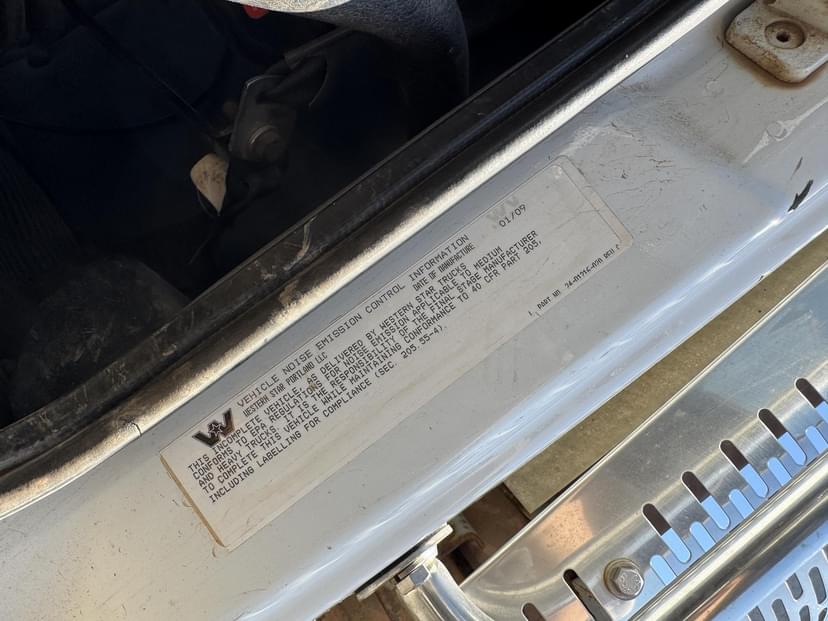 VEHICLE NOISE EMISSION CONTROL INFORMATION
WESTERN STAR PORTLAND LLC DATE OF MANUFACTURE 01/09
THIS INCOMPLETE VEHICLE, AS DELIVERED BY WESTERN STAR TRUCKS
CONFORMS TO EPA REGULATIONS FOR NOISE EMISSION APPLICABLE TO MEDIUM
AND HEAVY TRUCKS. IT IS THE RESPONSIBILITY OF THE FINAL STAGE MANUFACTURER
TO COMPLETE THIS VEHICLE WHILE MAINTAINING CONFORMANCE TO 40 CFR PART 205,
INCLUDING LABELLING FOR COMPLIANCE (SEC. 205.55-4).
PART NO